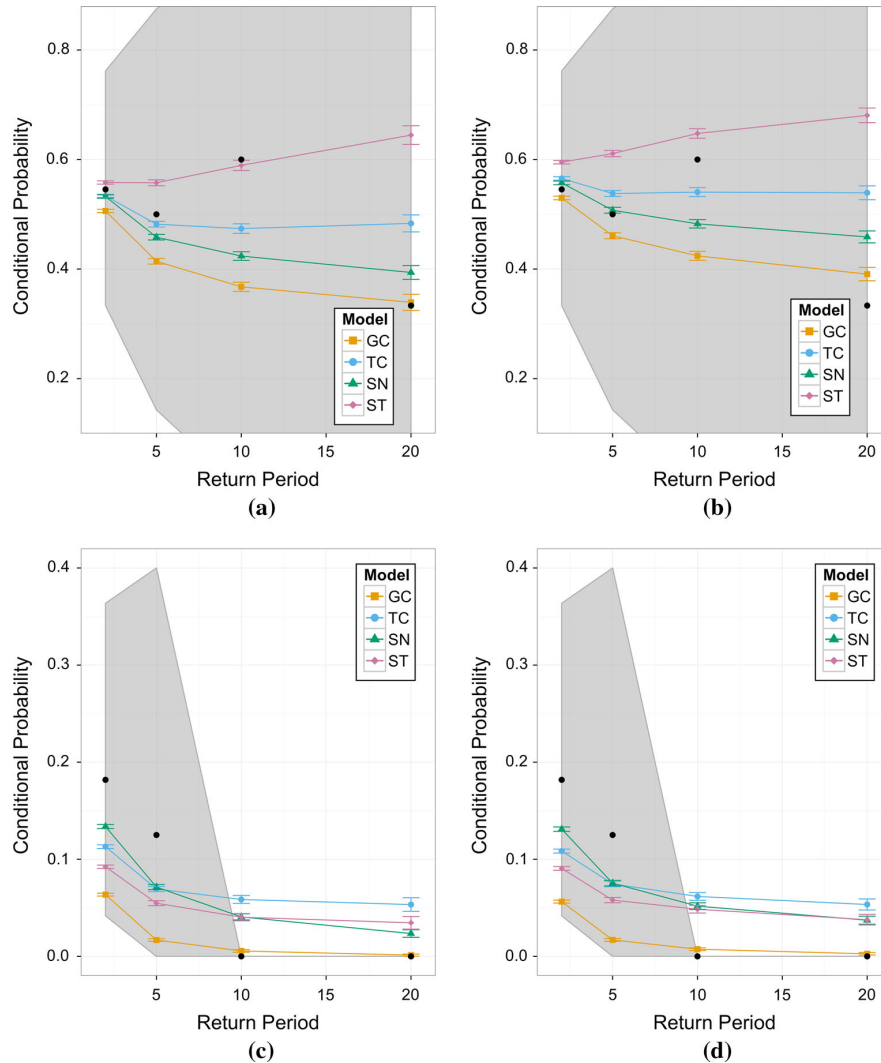 0.8
0.6
0.4
0.2
Conditional Probability
Model
GC
TC
SN
ST
5
10
15
20
Return Period
(a)
0.8
0.6
0.4
0.2
Conditional Probability
Model
GC
TC
SN
ST
5
10
15
20
Return Period
(b)
0.4
0.3
0.2
0.1
0.0
Conditional Probability
Model
GC
TC
SN
ST
5
10
15
20
Return Period
(c)
0.4
0.3
0.2
0.1
0.0
Conditional Probability
Model
GC
TC
SN
ST
5
10
15
20
Return Period
(d)